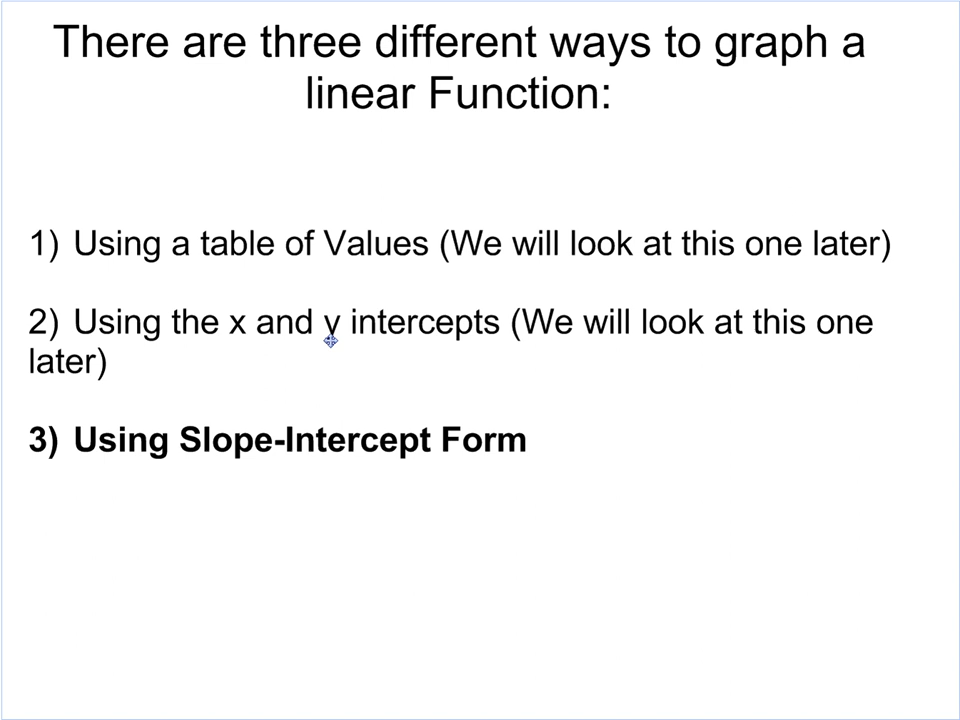 There are three different ways to graph a
linear Function:
1) Using a table of Values (We will look at this one later)
2) Using the x and y intercepts (We will look at this one
later)
3) Using Slope-Intercept Form